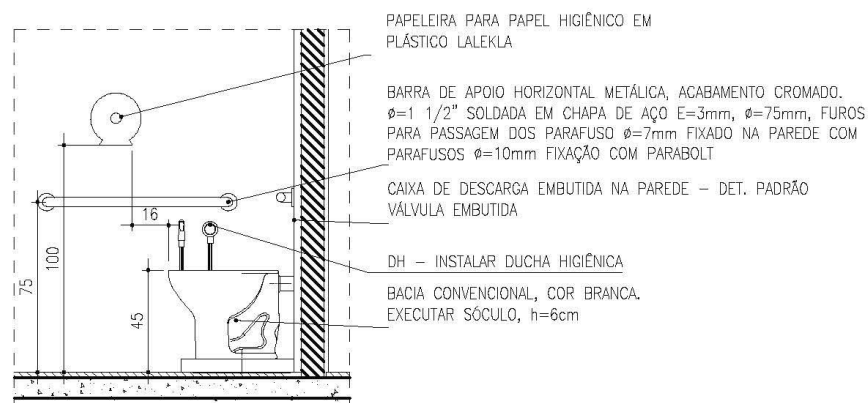 PAPELEIRA PARA PAPEL HIGIÊNICO EM
PLÁSTICO LALEKLA
BARRA DE APOIO HORIZONTAL METÁLICA, ACABAMENTO CROMADO.
ø=1 1/2" SOLDADA EM CHAPA DE AÇO E=3mm, ø=75mm, FUROS
PARA PASSAGEM DOS PARAFUSO ø=7mm FIXADO NA PAREDE COM
PARAFUSOS ø=10mm FIXAÇÃO COM PARABOLT
CAIXA DE DESCARGA EMBUTIDA NA PAREDE – DET. PADRÃO
VÁLVULA EMBUTIDA
16
DH – INSTALAR DUCHA HIGIÊNICA
BACIA CONVENCIONAL, COR BRANCA.
EXECUTAR SÓCULO, h=6cm
75
100
45